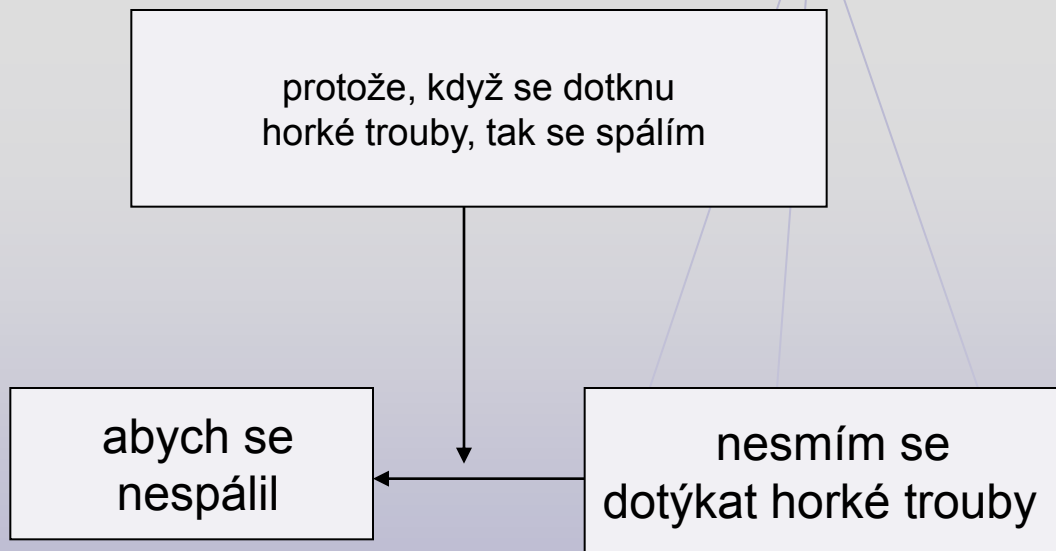 protože, když se dotknu
horké trouby, tak se spálím
abych se
nespálil
nesmím se
dotýkat horké trouby